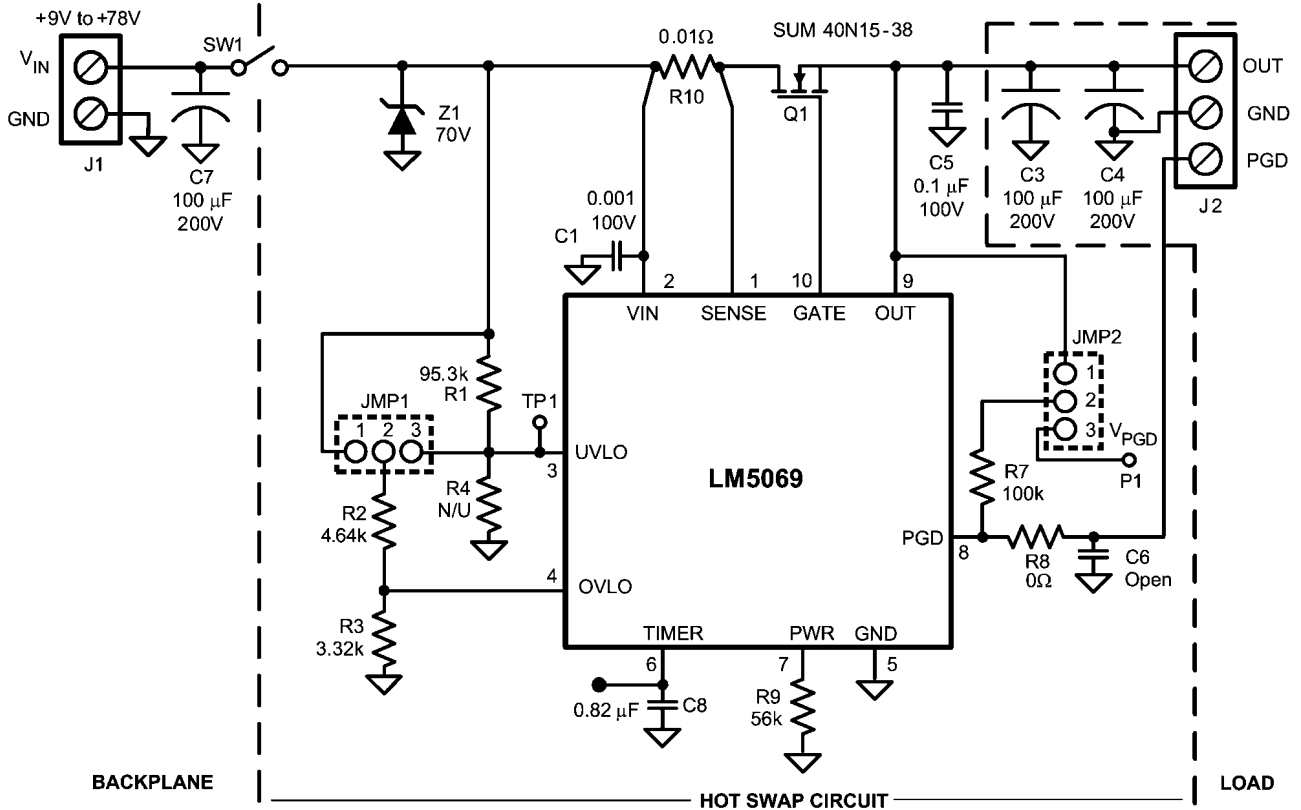 +9V to +78V
V_IN
GND
J1
SW1
C7
100 μF
200V
Z1
70V
0.01Ω
R10
SUM 40N15-38
Q1
C5
0.1 μF
100V
C3
100 μF
200V
C4
100 μF
200V
OUT
GND
PGD
J2
0.001
100V
C1
2
1
10
9
VIN
SENSE
GATE
OUT
JMP2
1
2
3
V_PGD
P1
95.3k
R1
JMP1
1
2
3
TP1
UVLO
3
LM5069
R4
N/U
R2
4.64k
R7
100k
PGD
8
R8
0Ω
C6
Open
4
OVLO
R3
3.32k
TIMER
PWR
GND
6
7
5
0.82 μF
C8
R9
56k
BACKPLANE
HOT SWAP CIRCUIT
LOAD